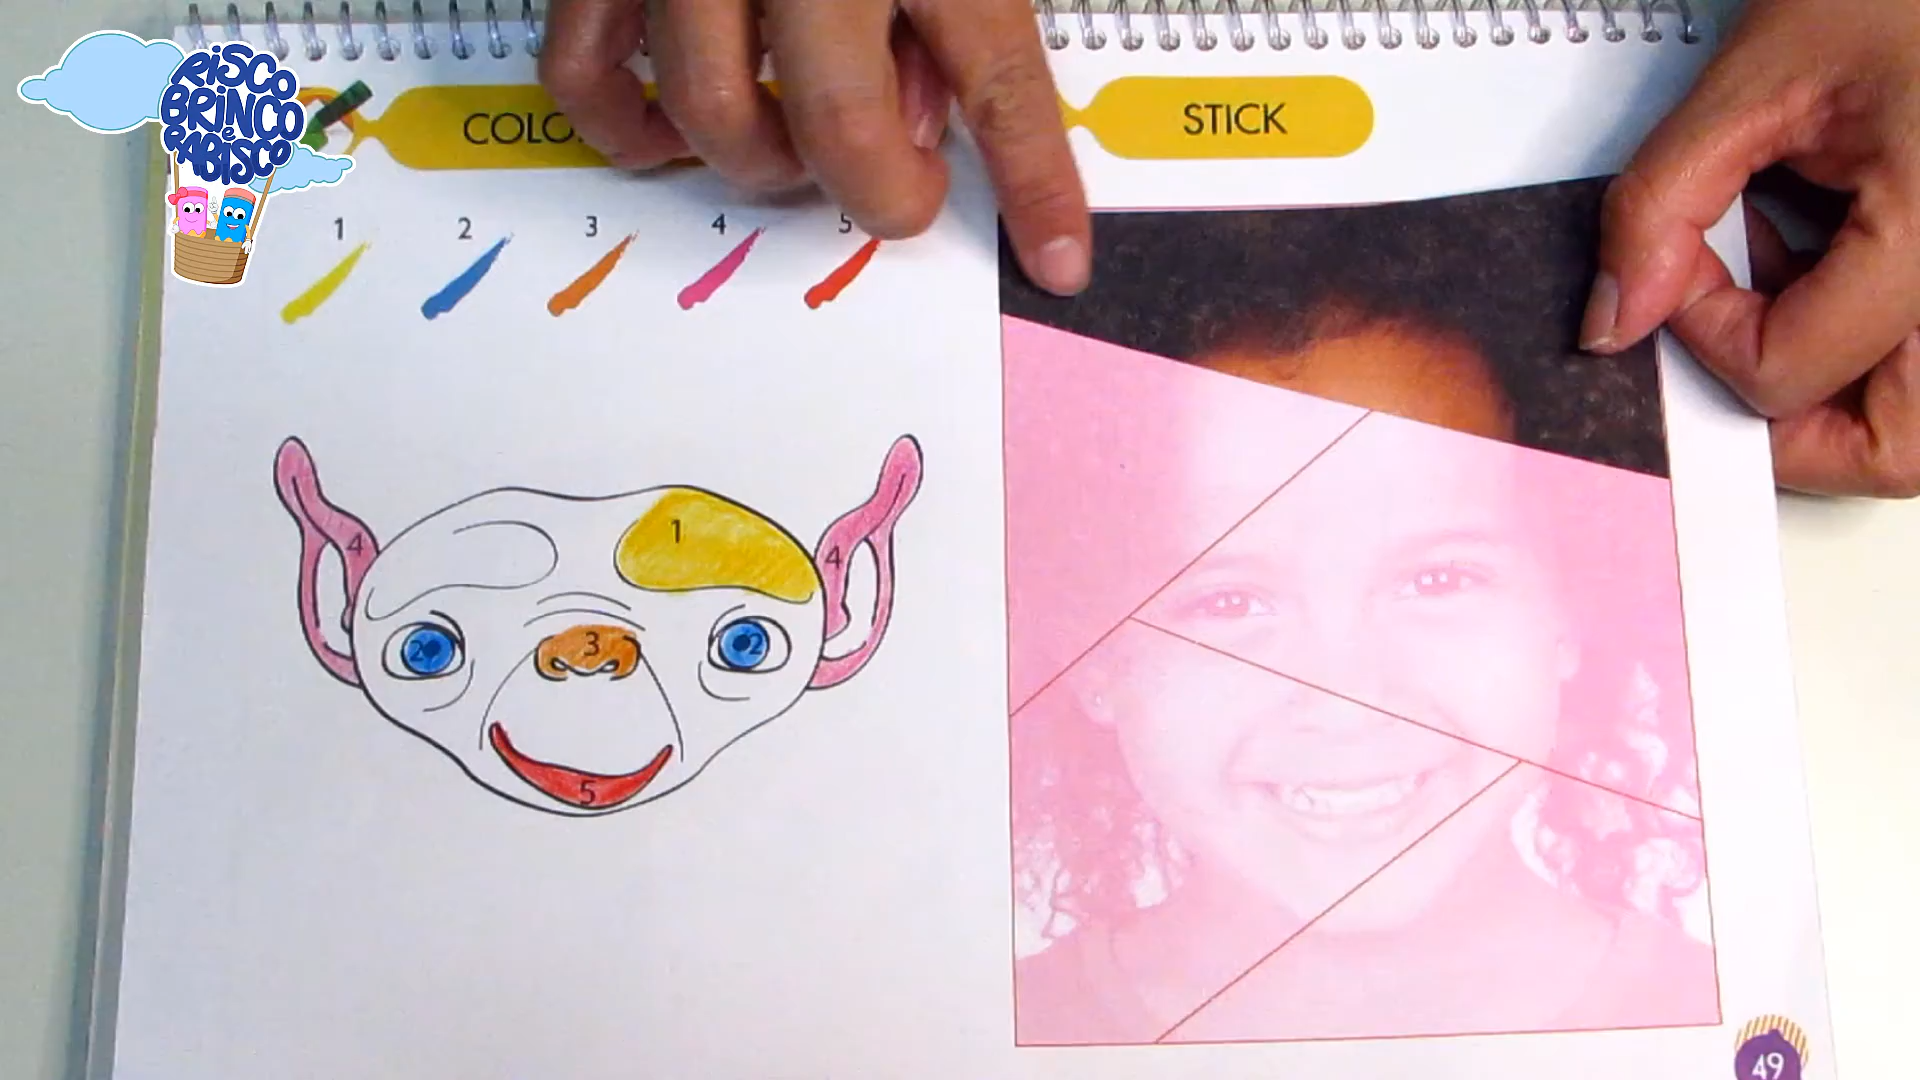 RiSCO
BRiNCO
e
RABiSCO
COLO
STICK
1 2 3 4 5
1
4 4
2 3 2
5
49